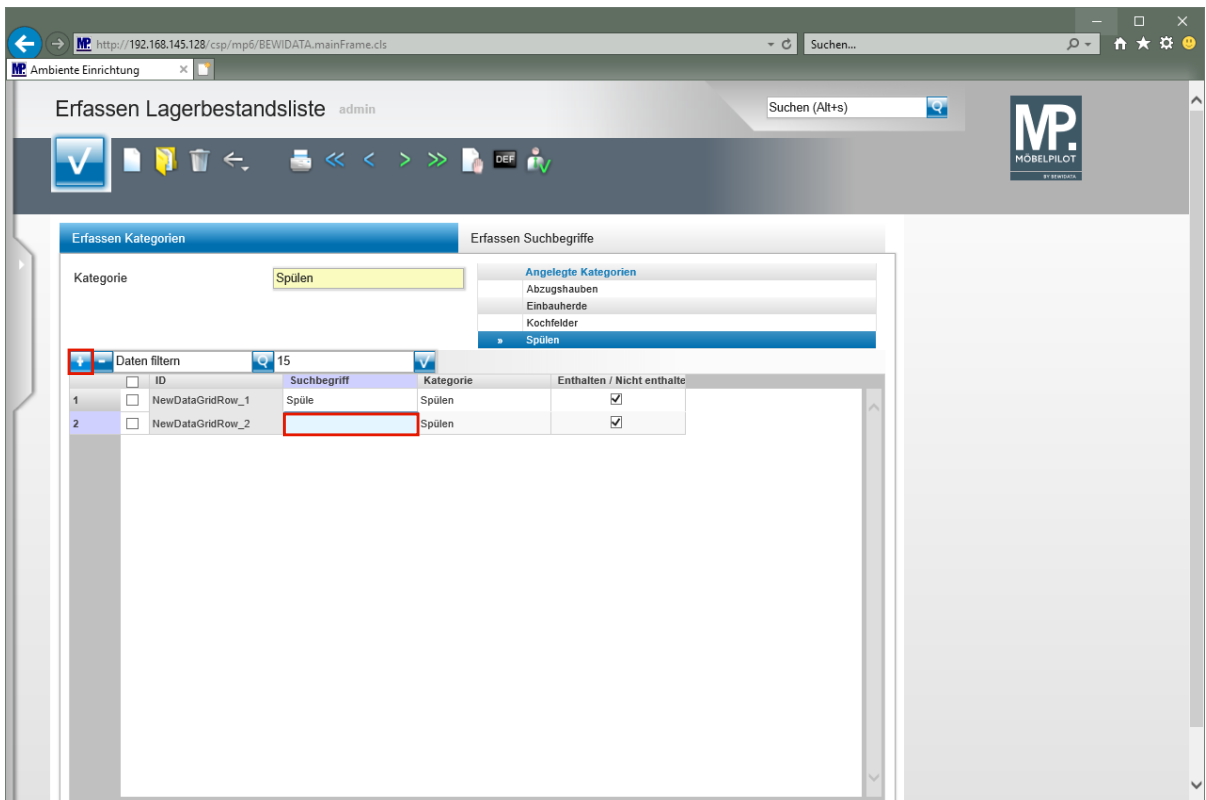 http://192.168.145.128/csp/mp6/BEWIDATA.mainFrame.cls
Suchen...
MP. Ambiente Einrichtung
Erfassen Lagerbestandsliste admin
Suchen (Alt+s)
MP.
MÖBELPILOT
BY BEWIDATA
DEF
Erfassen Kategorien
Erfassen Suchbegriffe
Kategorie
Spülen
Angelegte Kategorien
Abzugshauben
Einbauherde
Kochfelder
» Spülen
+ - Daten filtern 15
ID Suchbegriff Kategorie Enthalten / Nicht enthalte
1 NewDataGridRow_1 Spüle Spülen
2 NewDataGridRow_2 Spülen